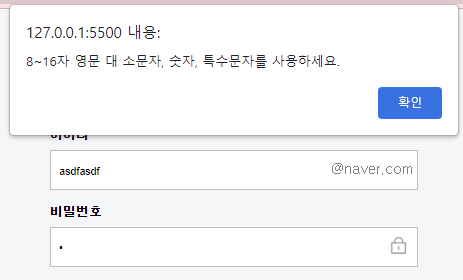 127.0.0.1:5500 내용:
8~16자 영문 대 소문자, 숫자, 특수문자를 사용하세요.
확인
아이디
asdfasdf
@naver.com
비밀번호